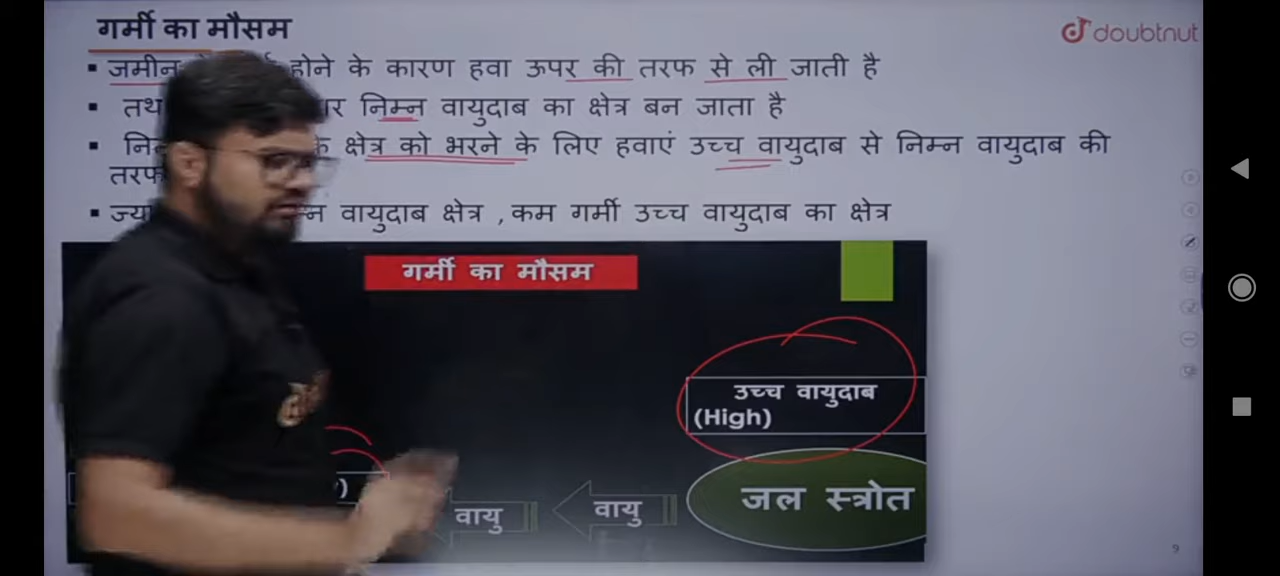 गर्मी का मौसम
doubtnut
▪ जमीन होने के कारण हवा ऊपर की तरफ से ली जाती है
▪ तथ निम्न वायुदाब का क्षेत्र बन जाता है
▪ क्षेत्र को भरने के लिए हवाएं उच्च वायुदाब से निम्न वायुदाब की
तरफ
▪ वायुदाब क्षेत्र , कम गर्मी उच्च वायुदाब का क्षेत्र
गर्मी का मौसम
उच्च वायुदाब
(High)
जल स्त्रोत
वायु वायु
9